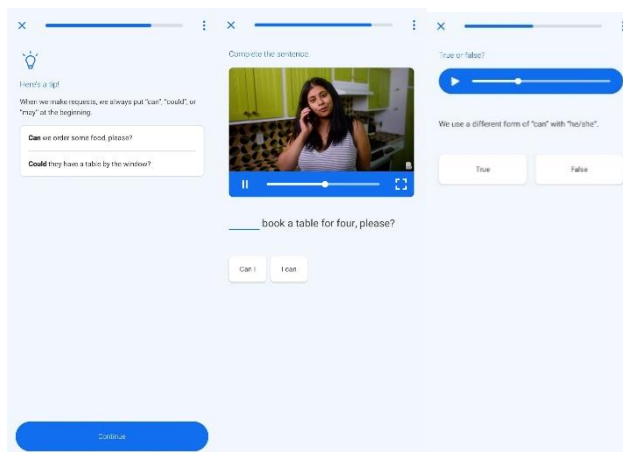 Here's a tip!
When we make requests, we always put "can", "could", or
"may" at the beginning.
Can we order some food, please?
Could they have a table by the window?
Continue
Complete the sentence.
_____ book a table for four, please?
Can I
I can
True or false?
We use a different form of "can" with "he/she".
True
False